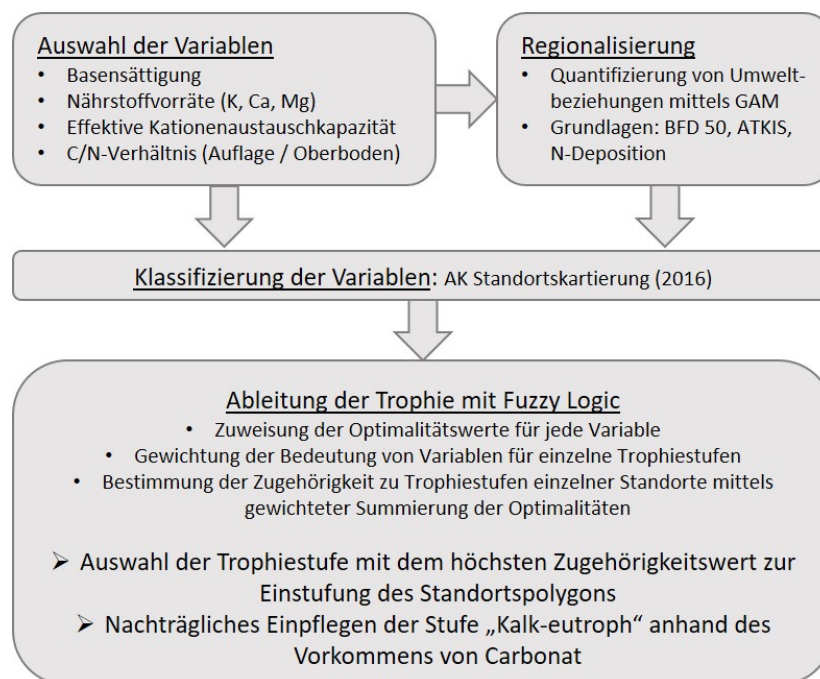 Auswahl der Variablen
• Basensättigung
• Nährstoffvorräte (K, Ca, Mg)
• Effektive Kationenaustauschkapazität
• C/N-Verhältnis (Auflage / Oberboden)
Regionalisierung
• Quantifizierung von Umwelt-
beziehungen mittels GAM
• Grundlagen: BFD 50, ATKIS,
N-Deposition
Klassifizierung der Variablen: AK Standortskartierung (2016)
Ableitung der Trophie mit Fuzzy Logic
• Zuweisung der Optimalitätswerte für jede Variable
• Gewichtung der Bedeutung von Variablen für einzelne Trophiestufen
• Bestimmung der Zugehörigkeit zu Trophiestufen einzelner Standorte mittels
gewichteter Summierung der Optimalitäten
➤ Auswahl der Trophiestufe mit dem höchsten Zugehörigkeitswert zur
Einstufung des Standortspolygons
➤ Nachträgliches Einpflegen der Stufe „Kalk-eutroph“ anhand des
Vorkommens von Carbonat